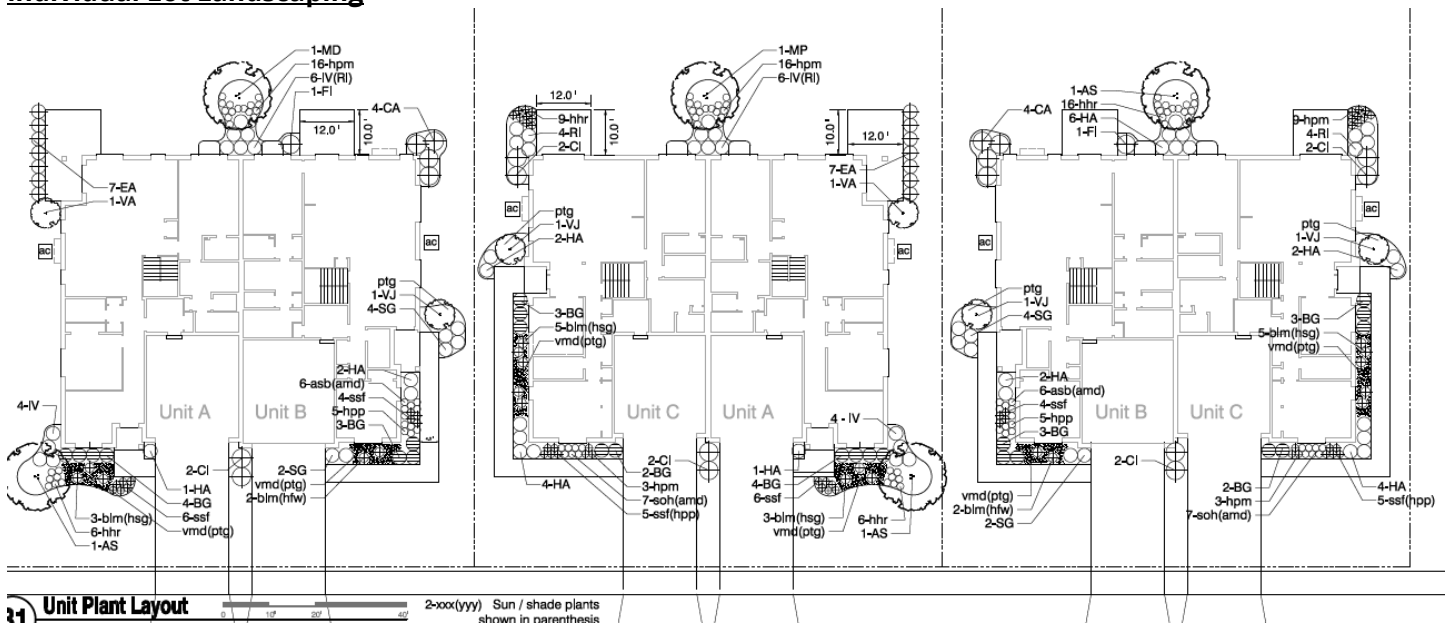 1-MD
16-hpm
6-IV(RI)
1-FI
4-CA
12.0'
10.0'
7-EA
1-VA
ac
ac
ptg
1-VJ
4-SG
2-HA
6-asb(amd)
4-ssf
5-hpp
3-BG
Unit A
Unit B
4-IV
2-CI
1-HA
4-BG
6-ssf
vmd(ptg)
3-blm(hsg)
6-hhr
1-AS
2-SG
vmd(ptg)
2-blm(hfw)
1-MP
16-hpm
6-IV(RI)
12.0'
10.0'
9-hhr
4-RI
2-CI
10.0'
12.0'
7-EA
1-VA
ac
ac
ptg
1-VJ
2-HA
3-BG
5-blm(hsg)
vmd(ptg)
Unit C
Unit A
4 - IV
2-CI
2-BG
3-hpm
7-soh(amd)
5-ssf(hpp)
4-HA
1-HA
4-BG
6-ssf
3-blm(hsg)
vmd(ptg)
6-hhr
1-AS
1-AS
16-hhr
6-HA
1-FI
4-CA
9-hpm
4-RI
2-CI
ac
ac
ptg
1-VJ
2-HA
ptg
1-VJ
4-SG
3-BG
5-blm(hsg)
vmd(ptg)
2-HA
6-asb(amd)
4-ssf
5-hpp
3-BG
Unit B
Unit C
2-CI
vmd(ptg)
2-blm(hfw)
2-SG
2-BG
3-hpm
7-soh(amd)
4-HA
5-ssf(hpp)
Unit Plant Layout
0 10' 20' 40'
2-xxx(yyy) Sun / shade plants
shown in parenthesis